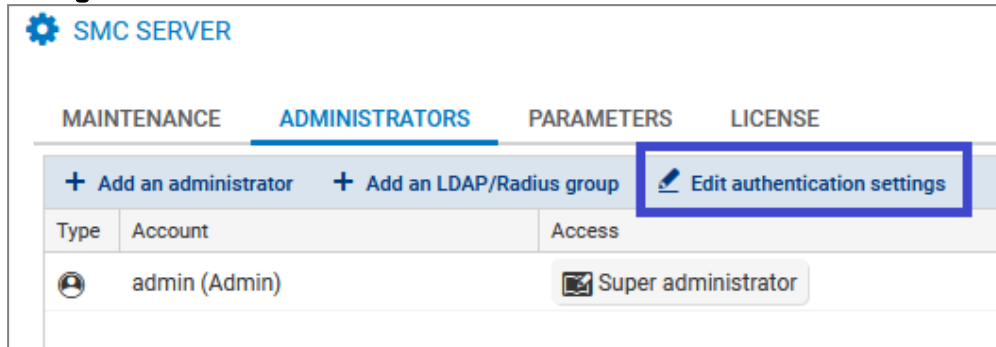 SMC SERVER
MAINTENANCE ADMINISTRATORS PARAMETERS LICENSE
+ Add an administrator + Add an LDAP/Radius group Edit authentication settings
Type Account Access
admin (Admin) Super administrator